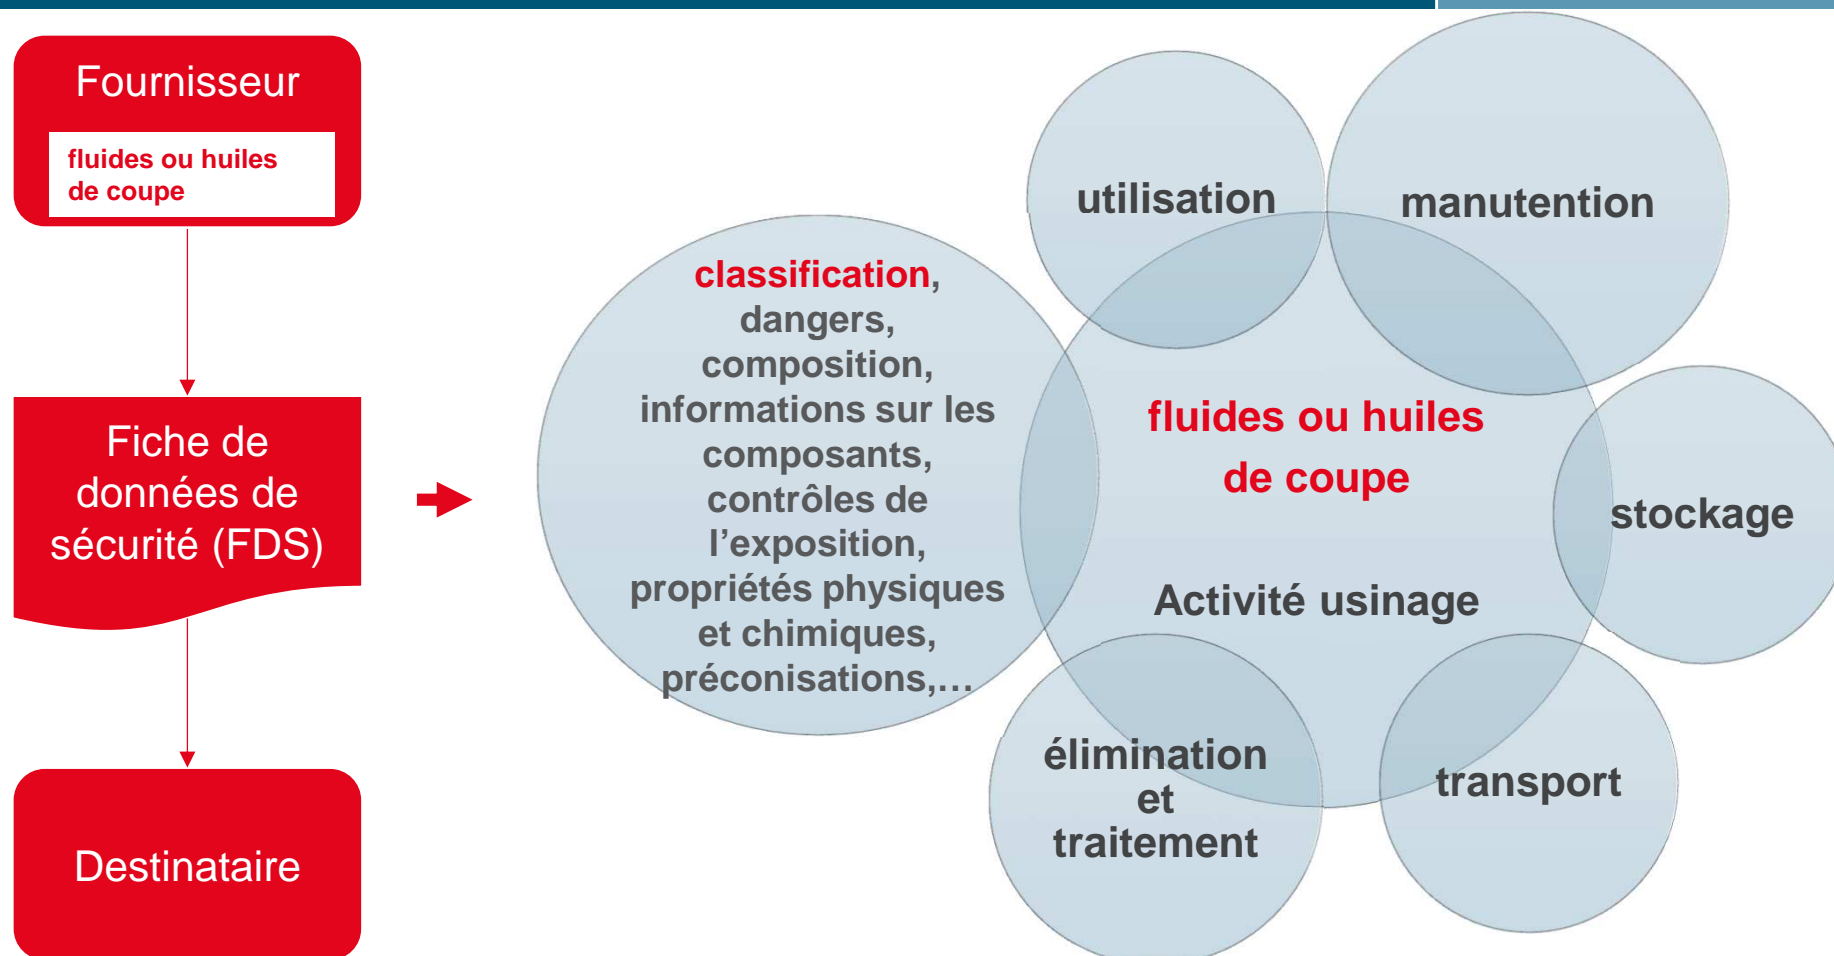 Fournisseur
fluides ou huiles
de coupe
Fiche de
données de
sécurité (FDS)
Destinataire
classification,
dangers,
composition,
informations sur les
composants,
contrôles de
l’exposition,
propriétés physiques
et chimiques,
préconisations,…
utilisation
manutention
fluides ou huiles
de coupe
Activité usinage
stockage
transport
élimination
et
traitement